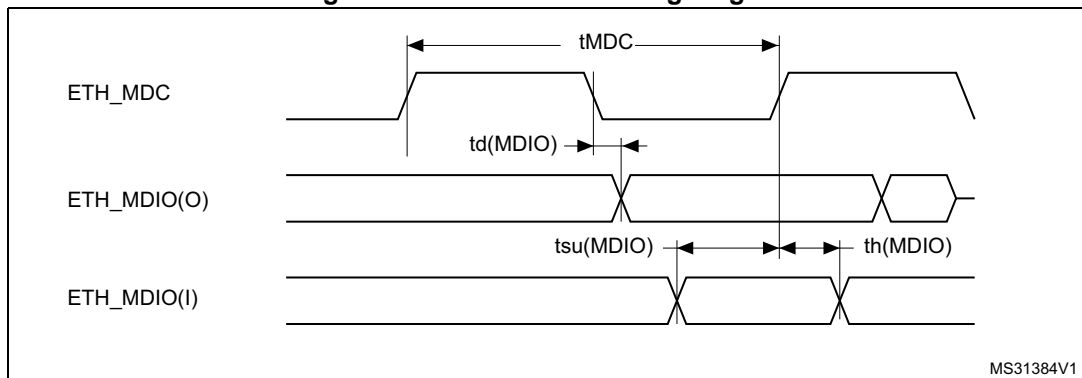 tMDC
ETH_MDC
td(MDIO)
ETH_MDIO(O)
tsu(MDIO)
th(MDIO)
ETH_MDIO(I)
MS31384V1